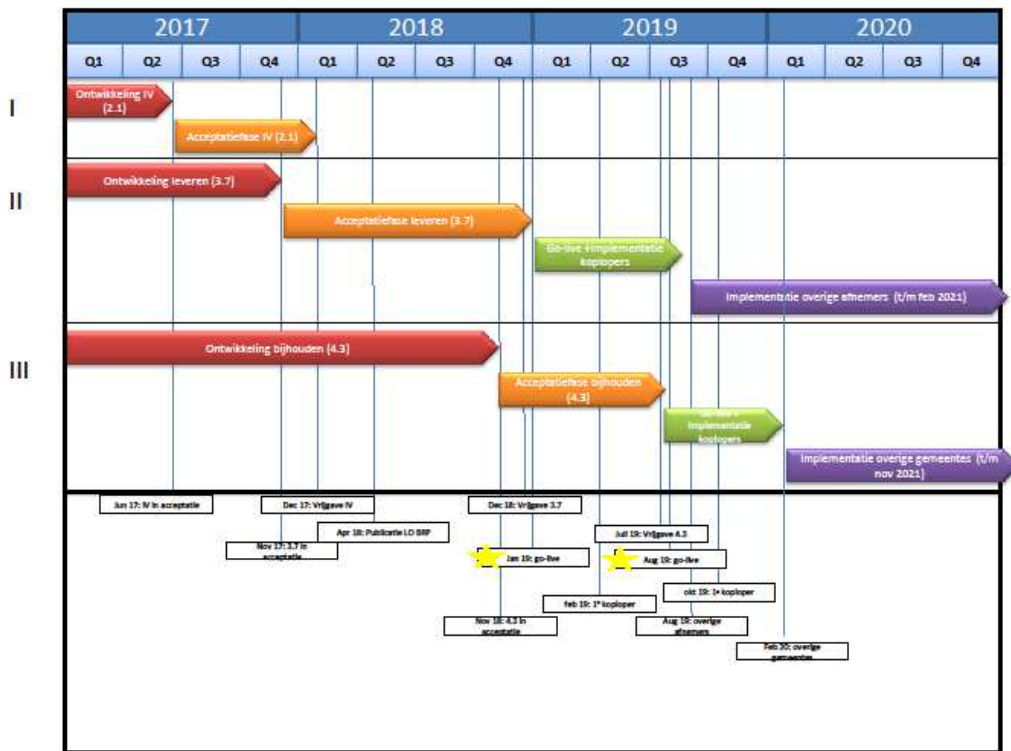 2017 2018 2019 2020
Q1 Q2 Q3 Q4 Q1 Q2 Q3 Q4 Q1 Q2 Q3 Q4 Q1 Q2 Q3 Q4
I
Ontwikkeling IV
(2.1)
Acceptatiefase IV (2.1)
II
Ontwikkeling leveren (3.7)
Acceptatiefase leveren (3.7)
Go-live +Implementatie
koplopers
Implementatie overige afnemers (t/m feb 2021)
III
Ontwikkeling bijhouden (4.3)
Acceptatiefase bijhouden
(4.3)
Go-live +
Implementatie
koplopers
Implementatie overige gemeentes (t/m
nov 2021)
Jun 17: IV in acceptatie
Dec 17: Vrijgave IV
Dec 18: Vrijgave 3.7
Apr 18: Publicatie LO BRP
Juli 19: Vrijgave 4.3
Nov 17: 3.7 in
acceptatie
Jan 19: go-live
Aug 19: go-live
okt 19: 1e koploper
feb 19: 1e koploper
Nov 18: 4.3 in
acceptatie
Aug 19: overige
afnemers
Feb 20: overige
gemeentes